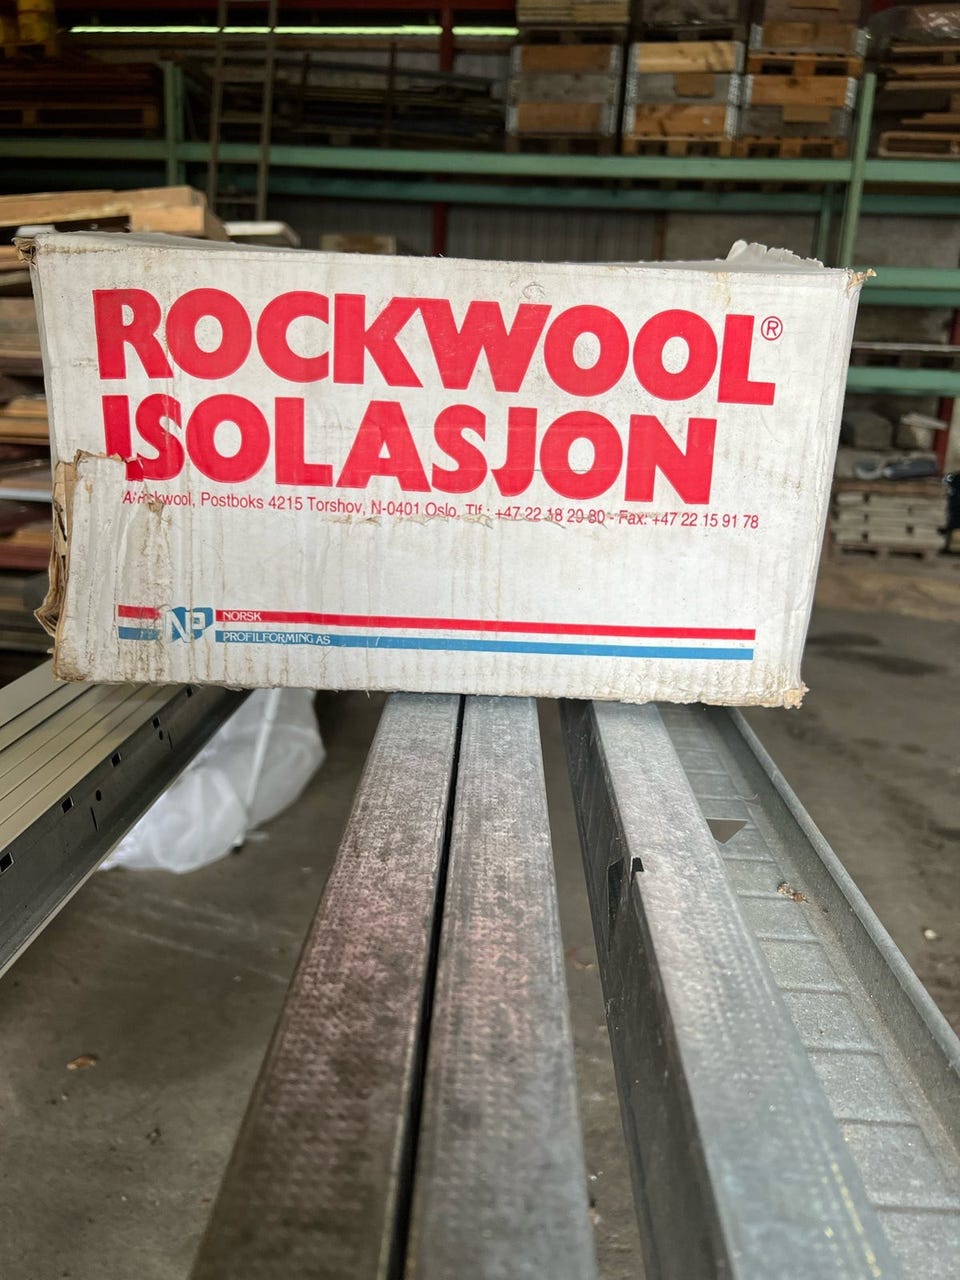 ROCKWOOL®
ISOLASJON
Postboks 4215 Torshov, N-0401 Oslo. Tlf.: +47 22 18 20 80 - Fax: +47 22 15 91 78
NP
NORSK
PROFILFORMING AS